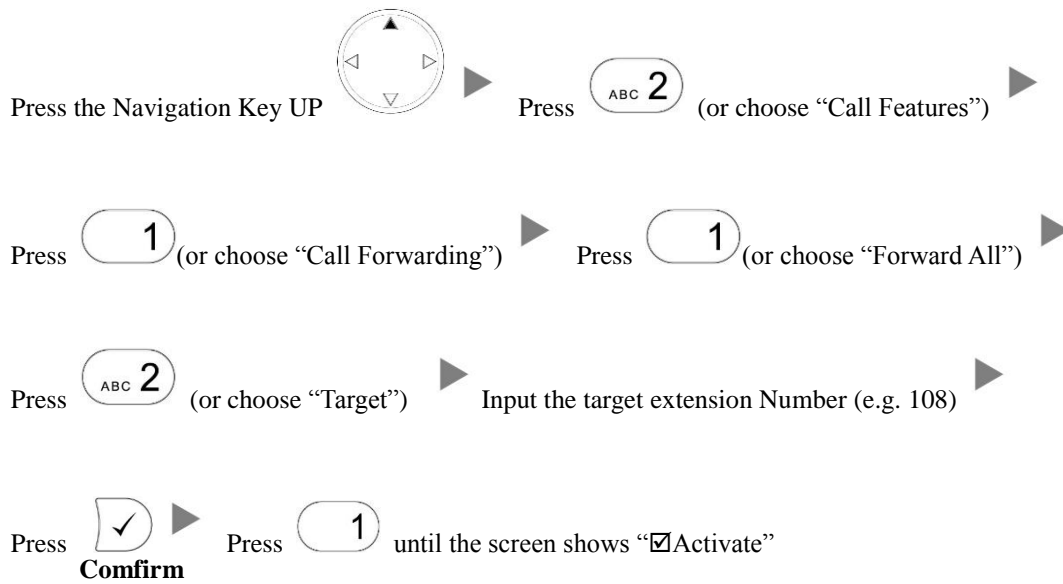 Press the Navigation Key UP Press ABC 2 (or choose “Call Features”)
Press 1 (or choose “Call Forwarding”) Press 1 (or choose “Forward All”)
Press ABC 2 (or choose “Target”) Input the target extension Number (e.g. 108)
Press ✓ Press 1 until the screen shows “☑Activate”
Comfirm